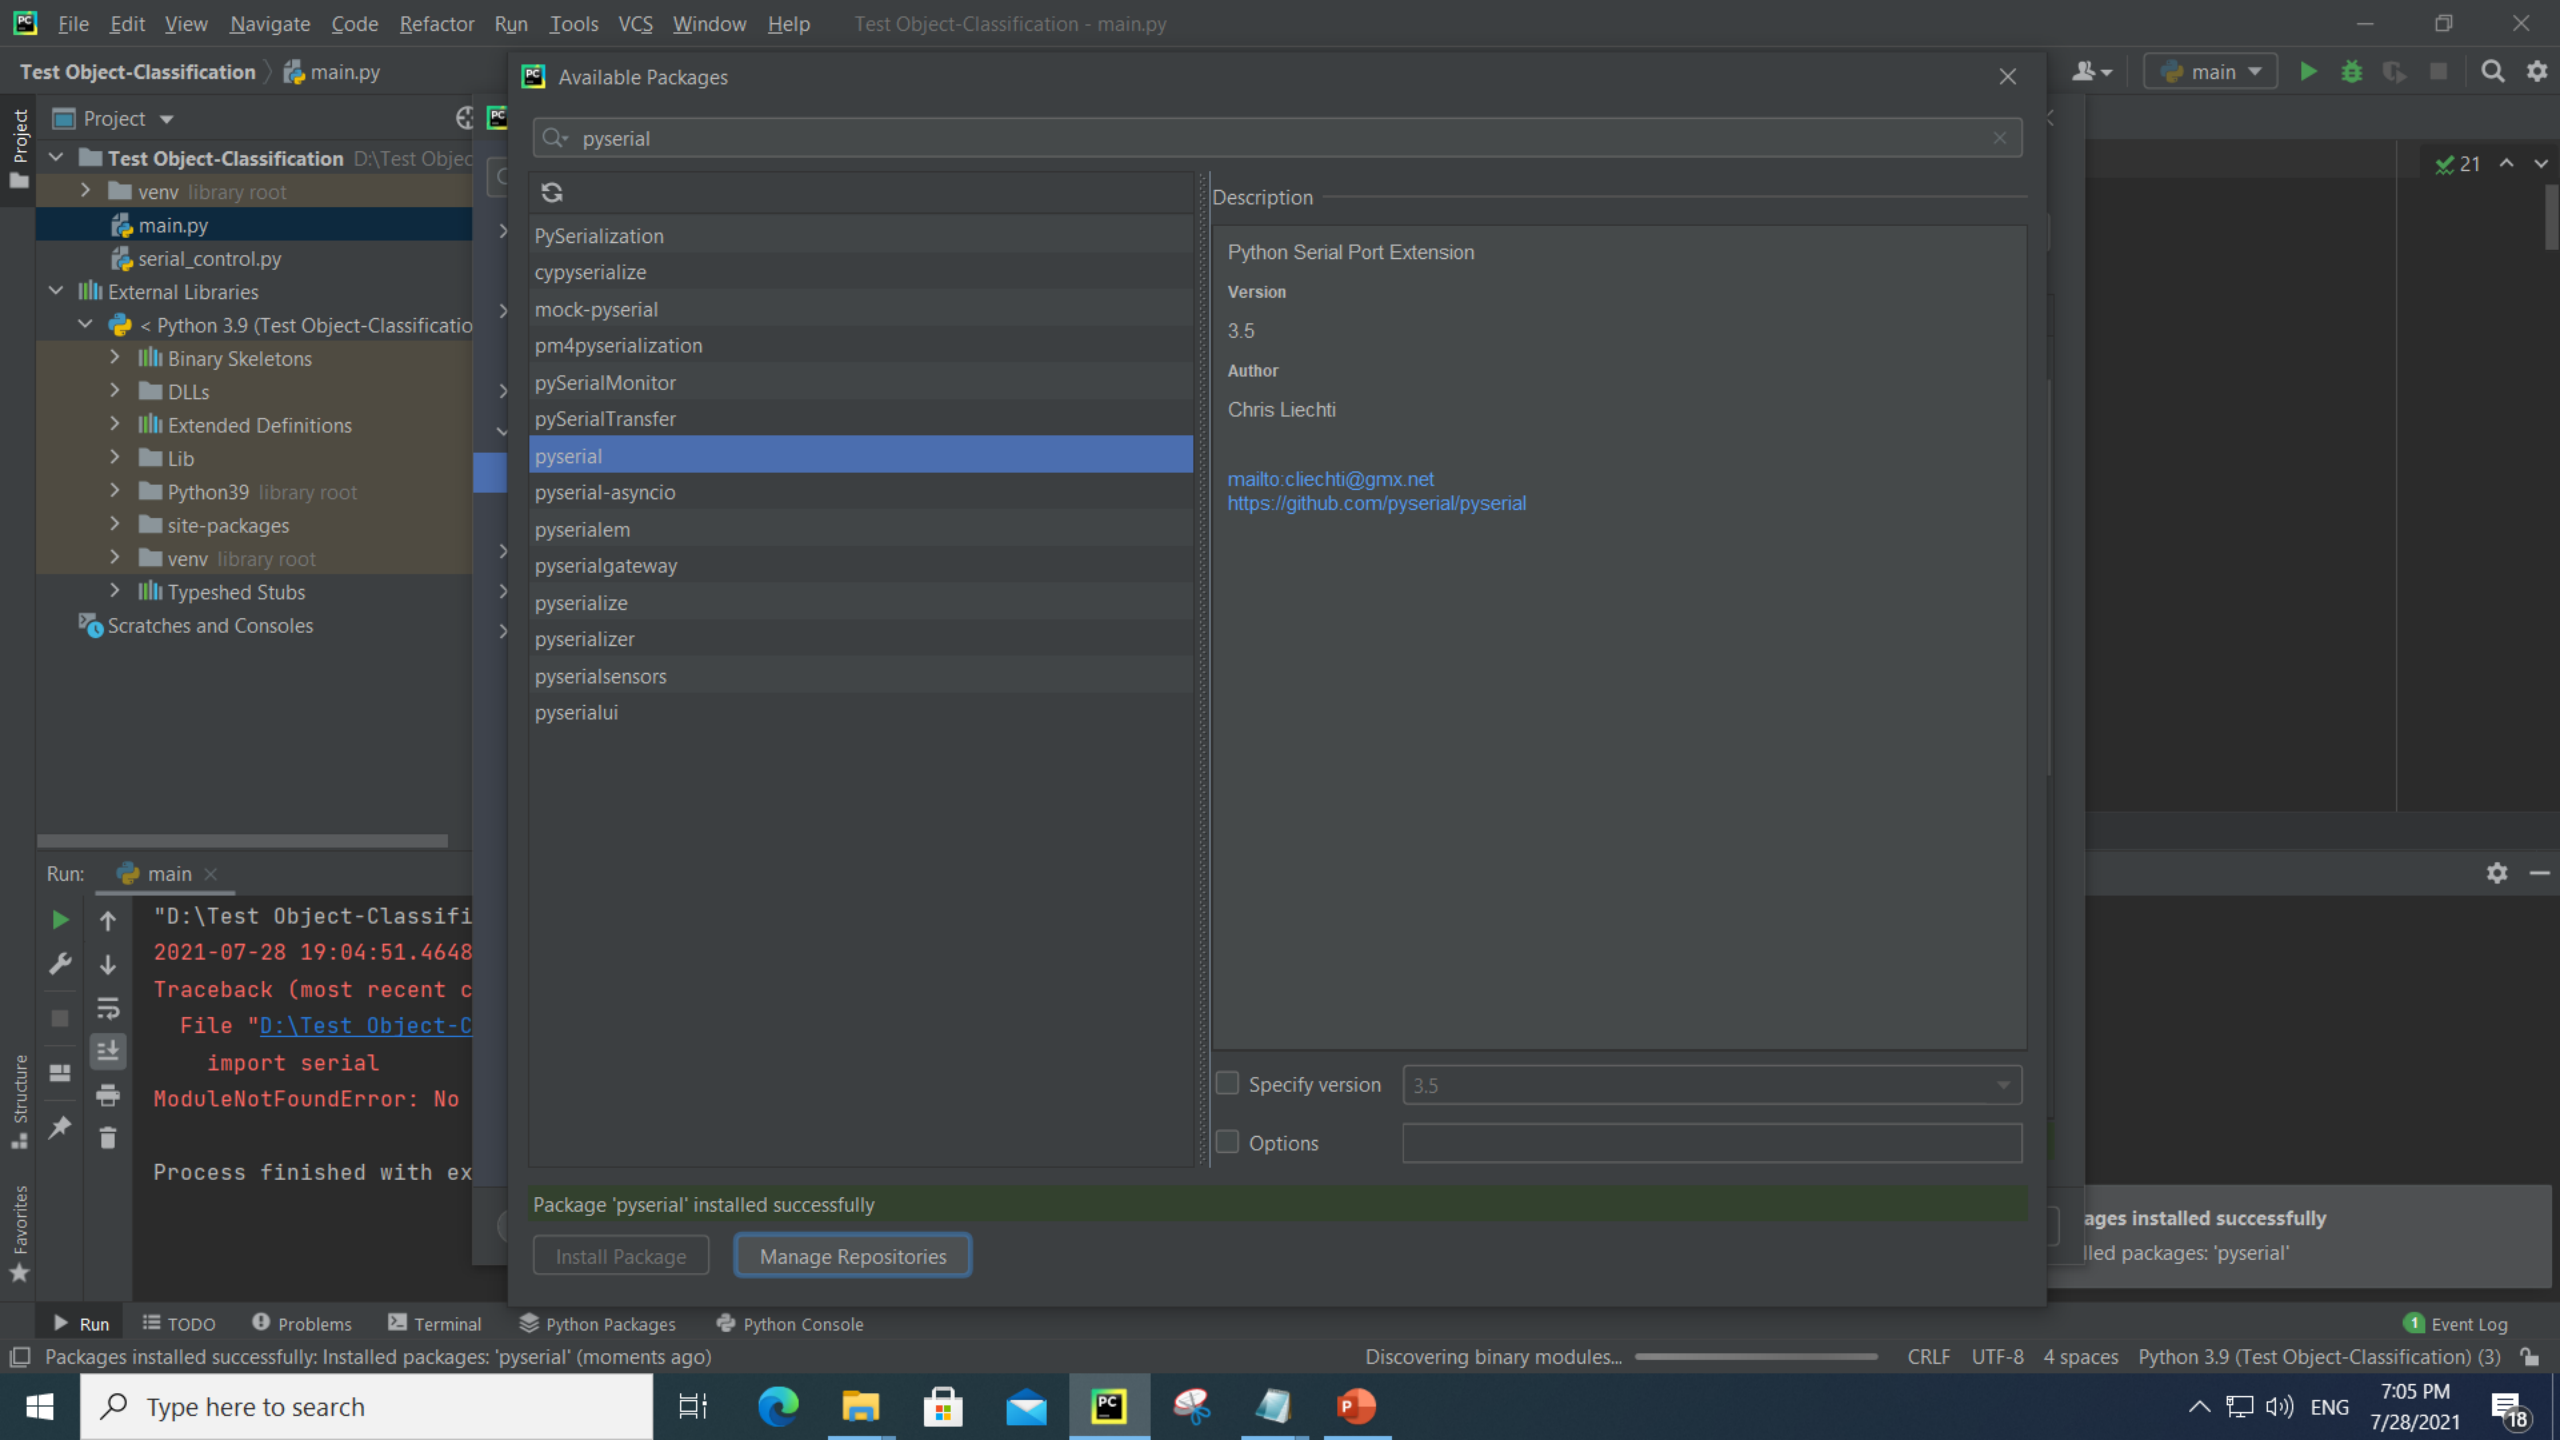 File Edit View Navigate Code Refactor Run Tools VCS Window Help Test Object-Classification - main.py
Test Object-Classification main.py
main
Project
Project
Test Object-Classification D:\Test Objec
venv library root
main.py
serial_control.py
External Libraries
< Python 3.9 (Test Object-Classificatio
Binary Skeletons
DLLs
Extended Definitions
Lib
Python39 library root
site-packages
venv library root
Typeshed Stubs
Scratches and Consoles
Available Packages
pyserial
PySerialization
cypyserialize
mock-pyserial
pm4pyserialization
pySerialMonitor
pySerialTransfer
pyserial
pyserial-asyncio
pyserialem
pyserialgateway
pyserialize
pyserializer
pyserialsensors
pyserialui
Description
Python Serial Port Extension
Version
3.5
Author
Chris Liechti
mailto:cliechti@gmx.net
https://github.com/pyserial/pyserial
Specify version 3.5
Options
Package 'pyserial' installed successfully
Install Package Manage Repositories
21
Run: main
"D:\Test Object-Classifi
2021-07-28 19:04:51.4648
Traceback (most recent c
File "D:\Test Object-C
import serial
ModuleNotFoundError: No
Process finished with ex
Structure
Favorites
ages installed successfully
lled packages: 'pyserial'
Run TODO Problems Terminal Python Packages Python Console 1 Event Log
Packages installed successfully: Installed packages: 'pyserial' (moments ago) Discovering binary modules... CRLF UTF-8 4 spaces Python 3.9 (Test Object-Classification) (3)
Type here to search
ENG
7:05 PM
7/28/2021
18